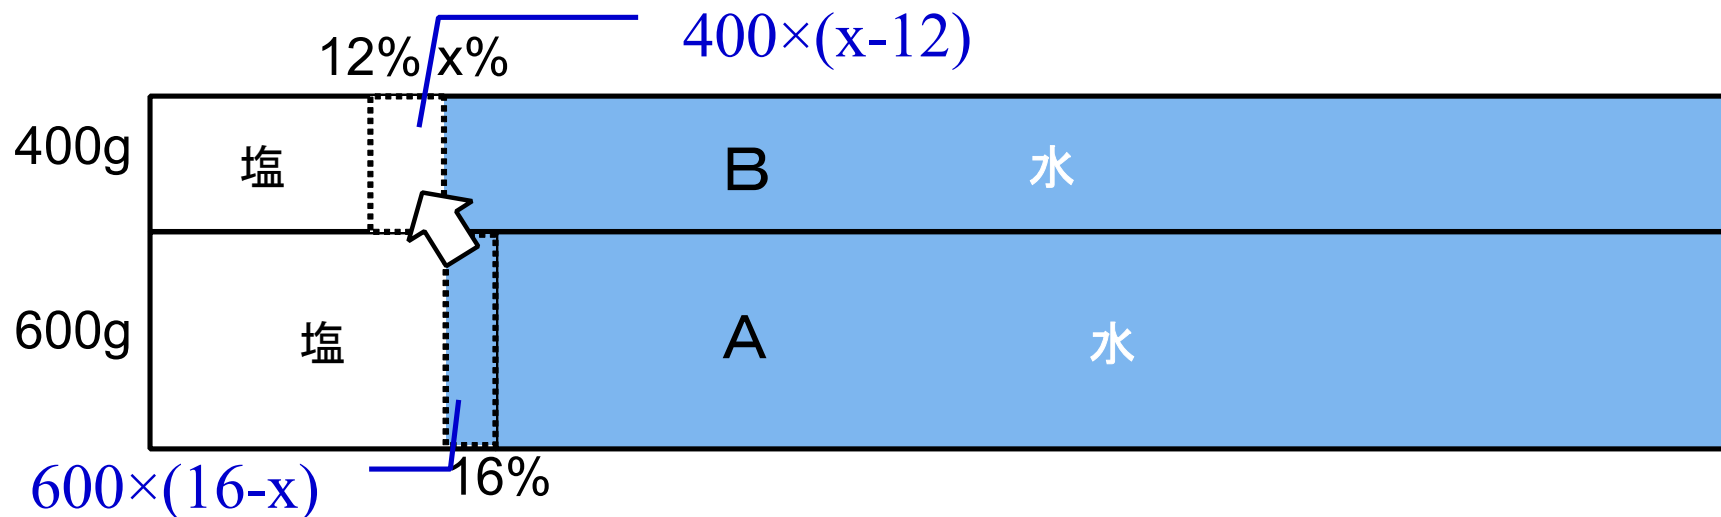 400×(x-12)
12% x%
400g 塩 B 水
600g 塩 A 水
600×(16-x) 16%